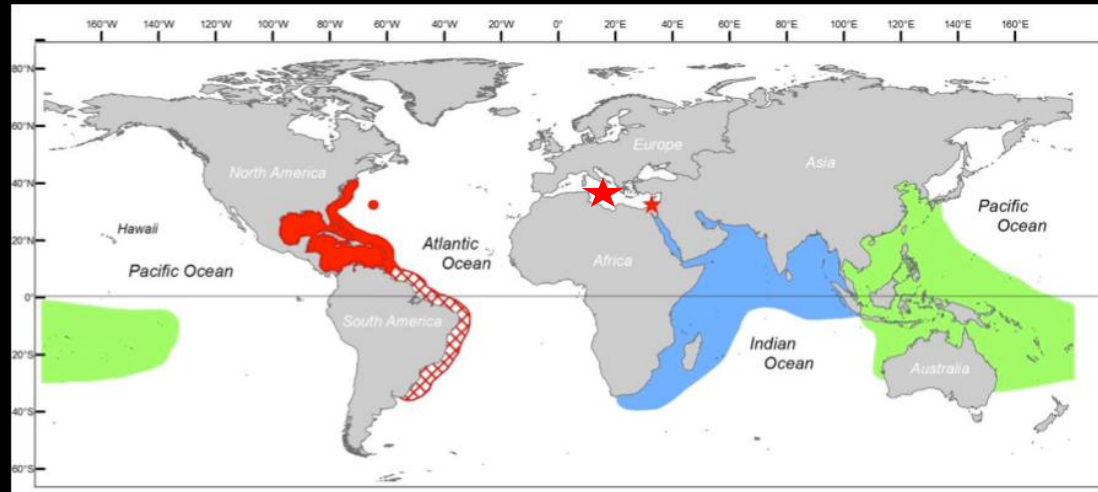 160°W 140°W 120°W 100°W 80°W 60°W 40°W 20°W 0° 20°E 40°E 60°E 80°E 100°E 120°E 140°E 160°E
80°N
60°N
Europe
North America
Asia
40°N
Pacific
Ocean
Hawaii
20°N
Atlantic
Ocean
Pacific Ocean
Africa
0°
South America
Indian
Ocean
20°S
Australia
40°S
60°S